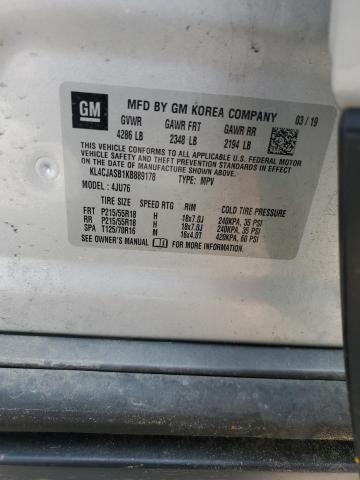 GM
MFD BY GM KOREA COMPANY 03 / 19
GVWR GAWR FRT GAWR RR
4286 LB 2348 LB 2194 LB
THIS VEHICLE CONFORMS TO ALL APPLICABLE U.S. FEDERAL MOTOR
VEHICLE SAFETY, BUMPER, AND THEFT PREVENTION STANDARDS IN
EFFECT ON THE DATE OF MANUFACTURE SHOWN ABOVE.
KL4CJASB1KB889178 TYPE: MPV
MODEL: 4JU76
TIRE SIZE SPEED RTG RIM COLD TIRE PRESSURE
FRT P215/55R18 H 18x7.0J 240KPA, 35 PSI
RR P215/55R18 H 18x7.0J 240KPA, 35 PSI
SPA T125/70R16 M 16x4.0T 420KPA, 60 PSI
SEE OWNER'S MANUAL FOR MORE INFORMATION.